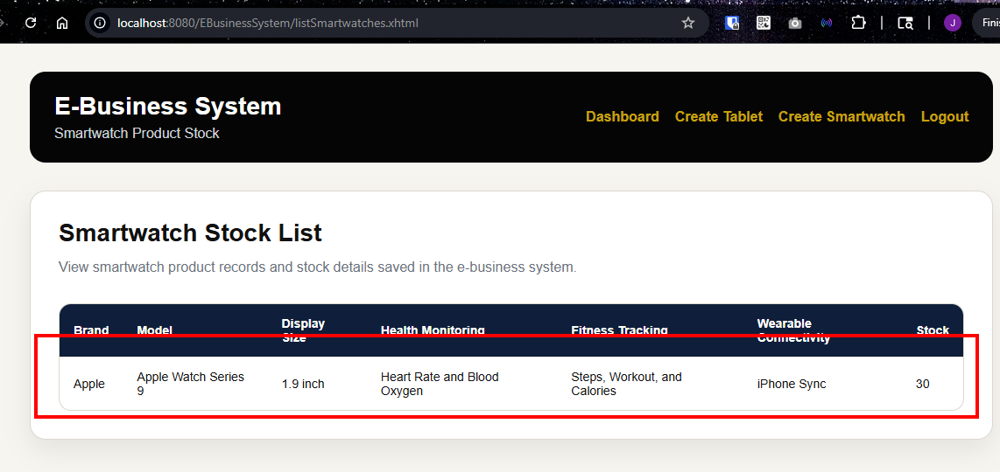 localhost:8080/EBusinessSystem/listSmartwatches.xhtml
J
Finis
E-Business System
Smartwatch Product Stock
Dashboard Create Tablet Create Smartwatch Logout
Smartwatch Stock List
View smartwatch product records and stock details saved in the e-business system.
Brand Model Display Size Health Monitoring Fitness Tracking Wearable Connectivity Stock
Apple Apple Watch Series 9 1.9 inch Heart Rate and Blood Oxygen Steps, Workout, and Calories iPhone Sync 30